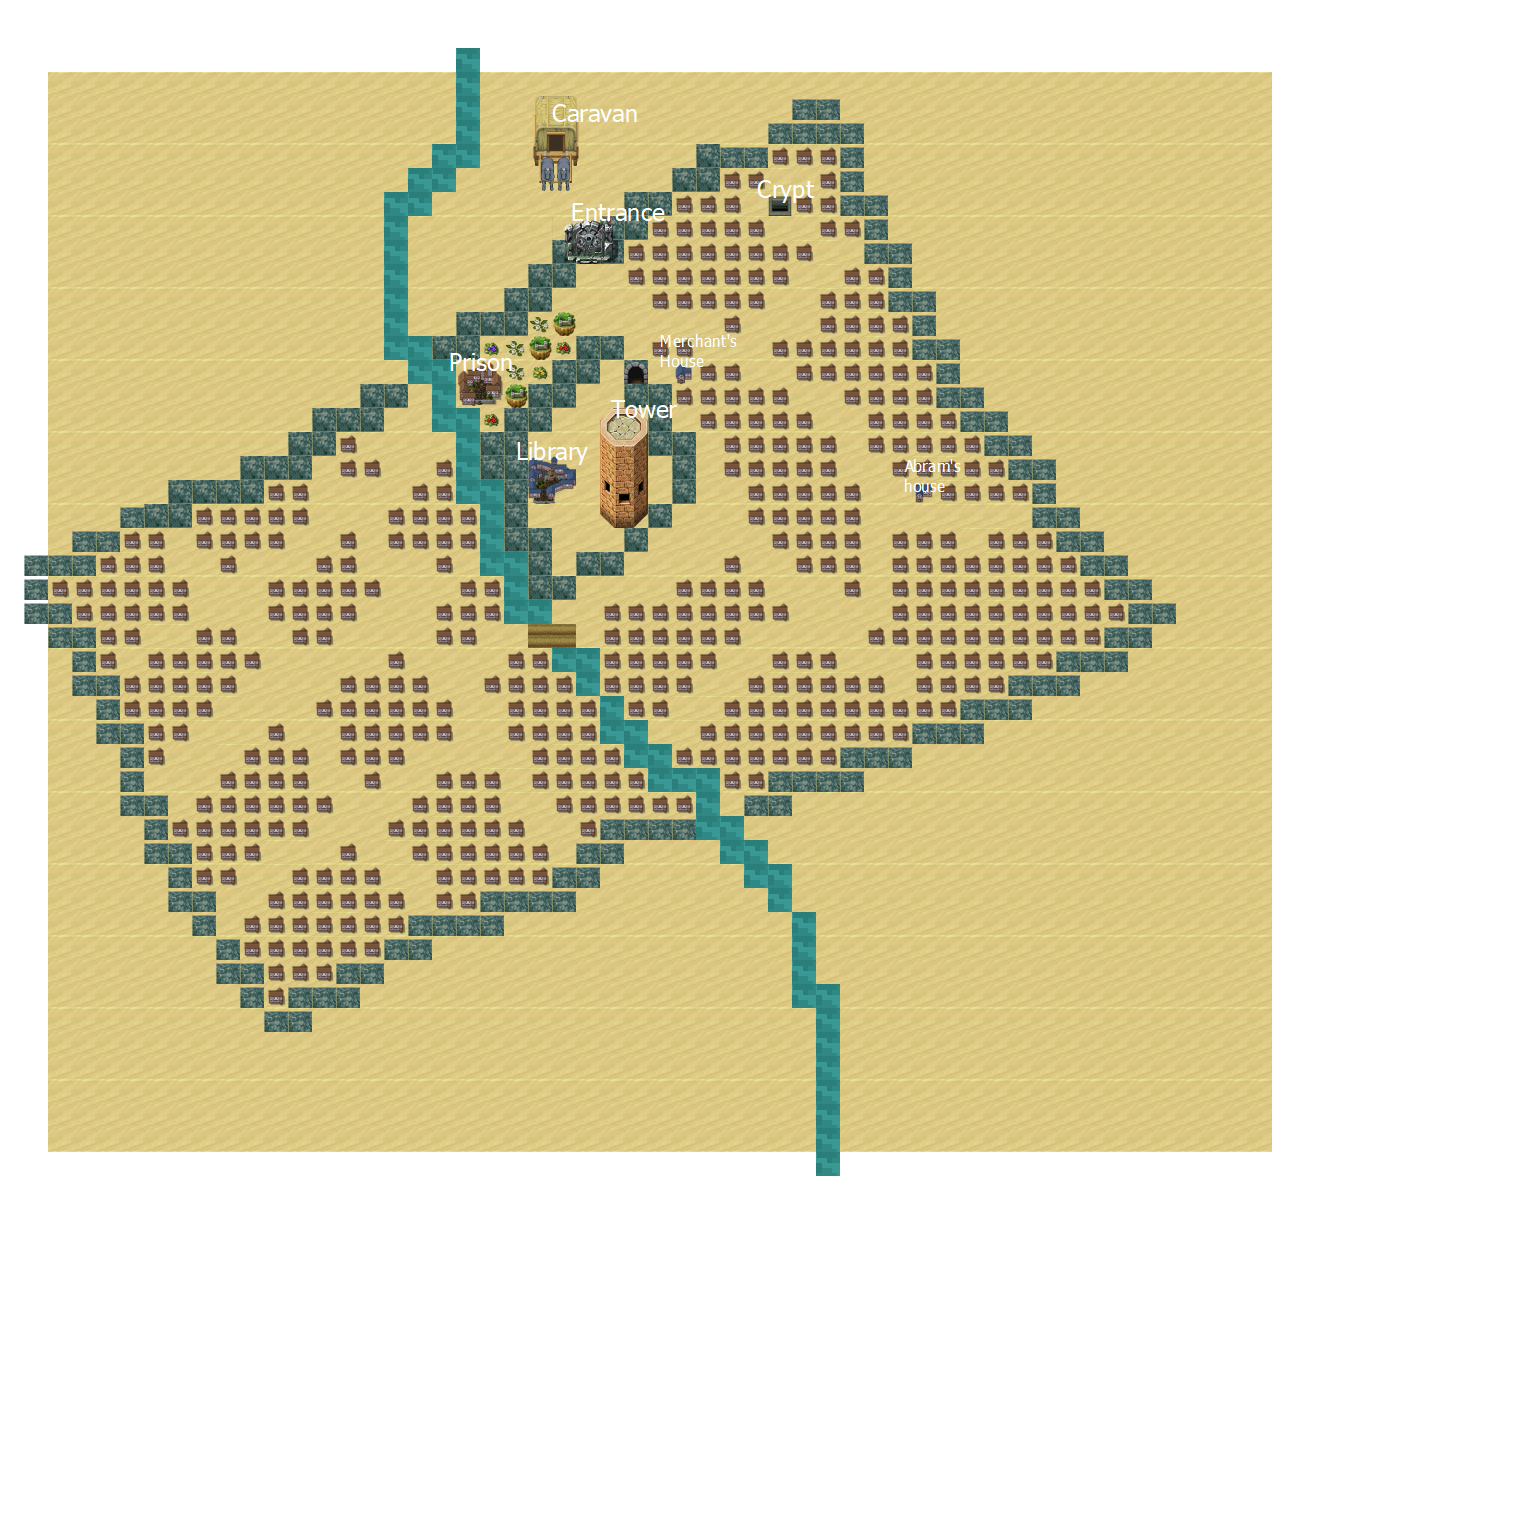 Caravan
Crypt
Entrance
Merchant's
House
Prison
Tower
Library
Abram's
house